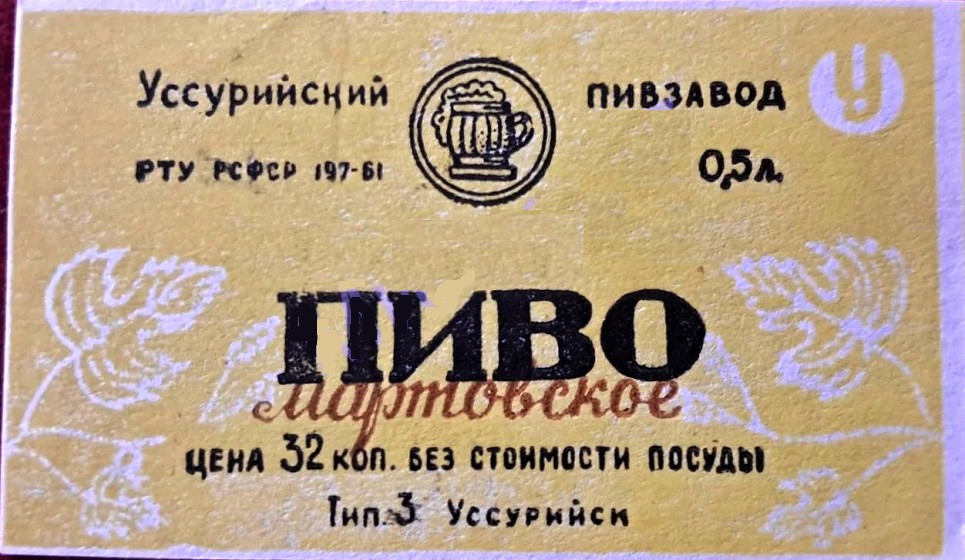 Уссурийский ПИВЗАВОД
РТУ РСФСР 197-61 0,5л.
ПИВО
мартовское
ЦЕНА 32 КОП. БЕЗ СТОИМОСТИ ПОСУДЫ
Тип. 3 Уссурийск